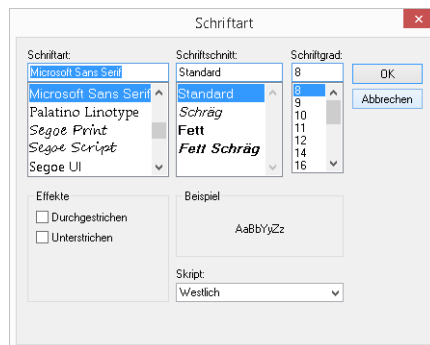 Schriftart
Schriftart:
Microsoft Sans Serif
Microsoft Sans Serif
Palatino Linotype
Segoe Print
Segoe Script
Segoe UI
Schriftschnitt:
Standard
Standard
Schräg
Fett
Fett Schräg
Schriftgrad:
8
8
9
10
11
12
14
16
OK
Abbrechen
Effekte
Durchgestrichen
Unterstrichen
Beispiel
AaBbYyZz
Skript:
Westlich